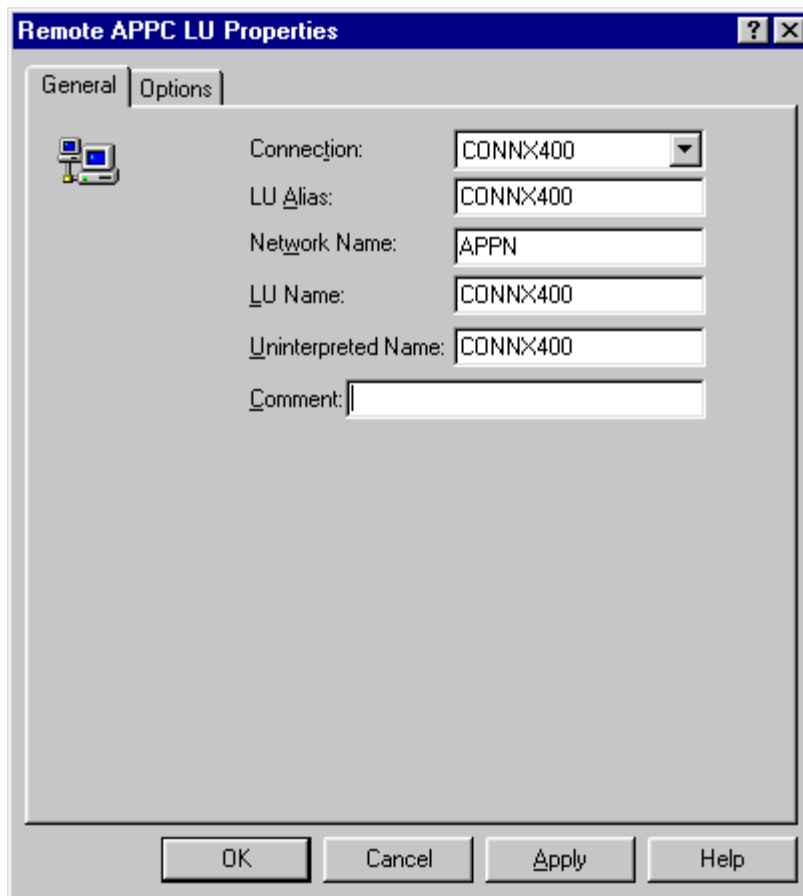 Remote APPC LU Properties
General Options
Connection: CONNX400
LU Alias: CONNX400
Network Name: APPN
LU Name: CONNX400
Uninterpreted Name: CONNX400
Comment:
OK Cancel Apply Help